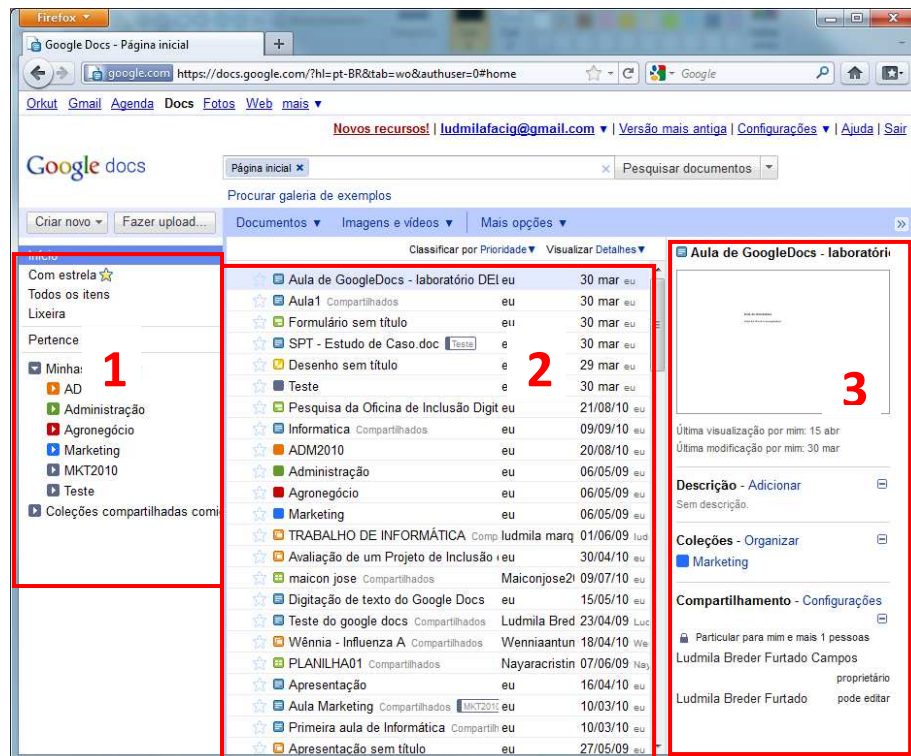 Firefox
Google Docs - Página inicial
google.com https://docs.google.com/?hl=pt-BR&tab=wo&authuser=0#home
Google
Orkut Gmail Agenda Docs Fotos Web mais ▼
Novos recursos! | ludmilafacig@gmail.com ▼ | Versão mais antiga | Configurações ▼ | Ajuda | Sair
Google docs
Página inicial × Pesquisar documentos
Procurar galeria de exemplos
Criar novo Fazer upload... Documentos ▼ Imagens e vídeos ▼ Mais opções ▼ »
Início
Com estrela
Todos os itens
Lixeira
Pertence
1
AD
Administração
Agronegócio
Marketing
MKT2010
Teste
Coleções compartilhadas
Classificar por Prioridade▼ Visualizar Detalhes▼
Aula de GoogleDocs - laboratório eu 30 mar eu
Aula1 Compartilhados eu 30 mar eu
Formulário sem título eu 30 mar eu
SPT - Estudo de Caso.doc Teste e 30 mar eu
Desenho sem título e 29 mar eu
Teste e 30 mar eu
2
Pesquisa da Oficina de Inclusão Digit eu 21/08/10 eu
Informatica Compartilhados eu 09/09/10 eu
ADM2010 eu 20/08/10 eu
Administração eu 06/05/09 eu
Agronegócio eu 06/05/09 eu
Marketing eu 06/05/09 eu
TRABALHO DE INFORMÁTICA Comp ludmila marq 01/06/09 lud
Avaliação de um Projeto de Inclusão eu 30/04/10 eu
maicon jose Compartilhados Maiconjose2 09/07/10 eu
Digitação de texto do Google Docs eu 15/05/10 eu
Teste do google docs Compartilhados Ludmila Bred 23/04/09 Luc
Wênnia - Influenza A Compartilhados Wenniaantun 18/04/10 We
PLANILHA01 Compartilhados Nayaracristin 07/06/09 Nay
Apresentação eu 16/04/10 eu
Aula Marketing Compartilhados MKT2010 eu 10/03/10 eu
Primeira aula de Informática Compartilh eu 10/03/10 eu
Apresentação sem título eu 27/05/09 eu
Aula de GoogleDocs - laboratóri
3
Última visualização por mim: 15 abr
Última modificação por mim: 30 mar
Descrição - Adicionar
Sem descrição.
Coleções - Organizar
Marketing
Compartilhamento - Configurações
Particular para mim e mais 1 pessoas
Ludmila Breder Furtado Campos
proprietário
Ludmila Breder Furtado pode editar